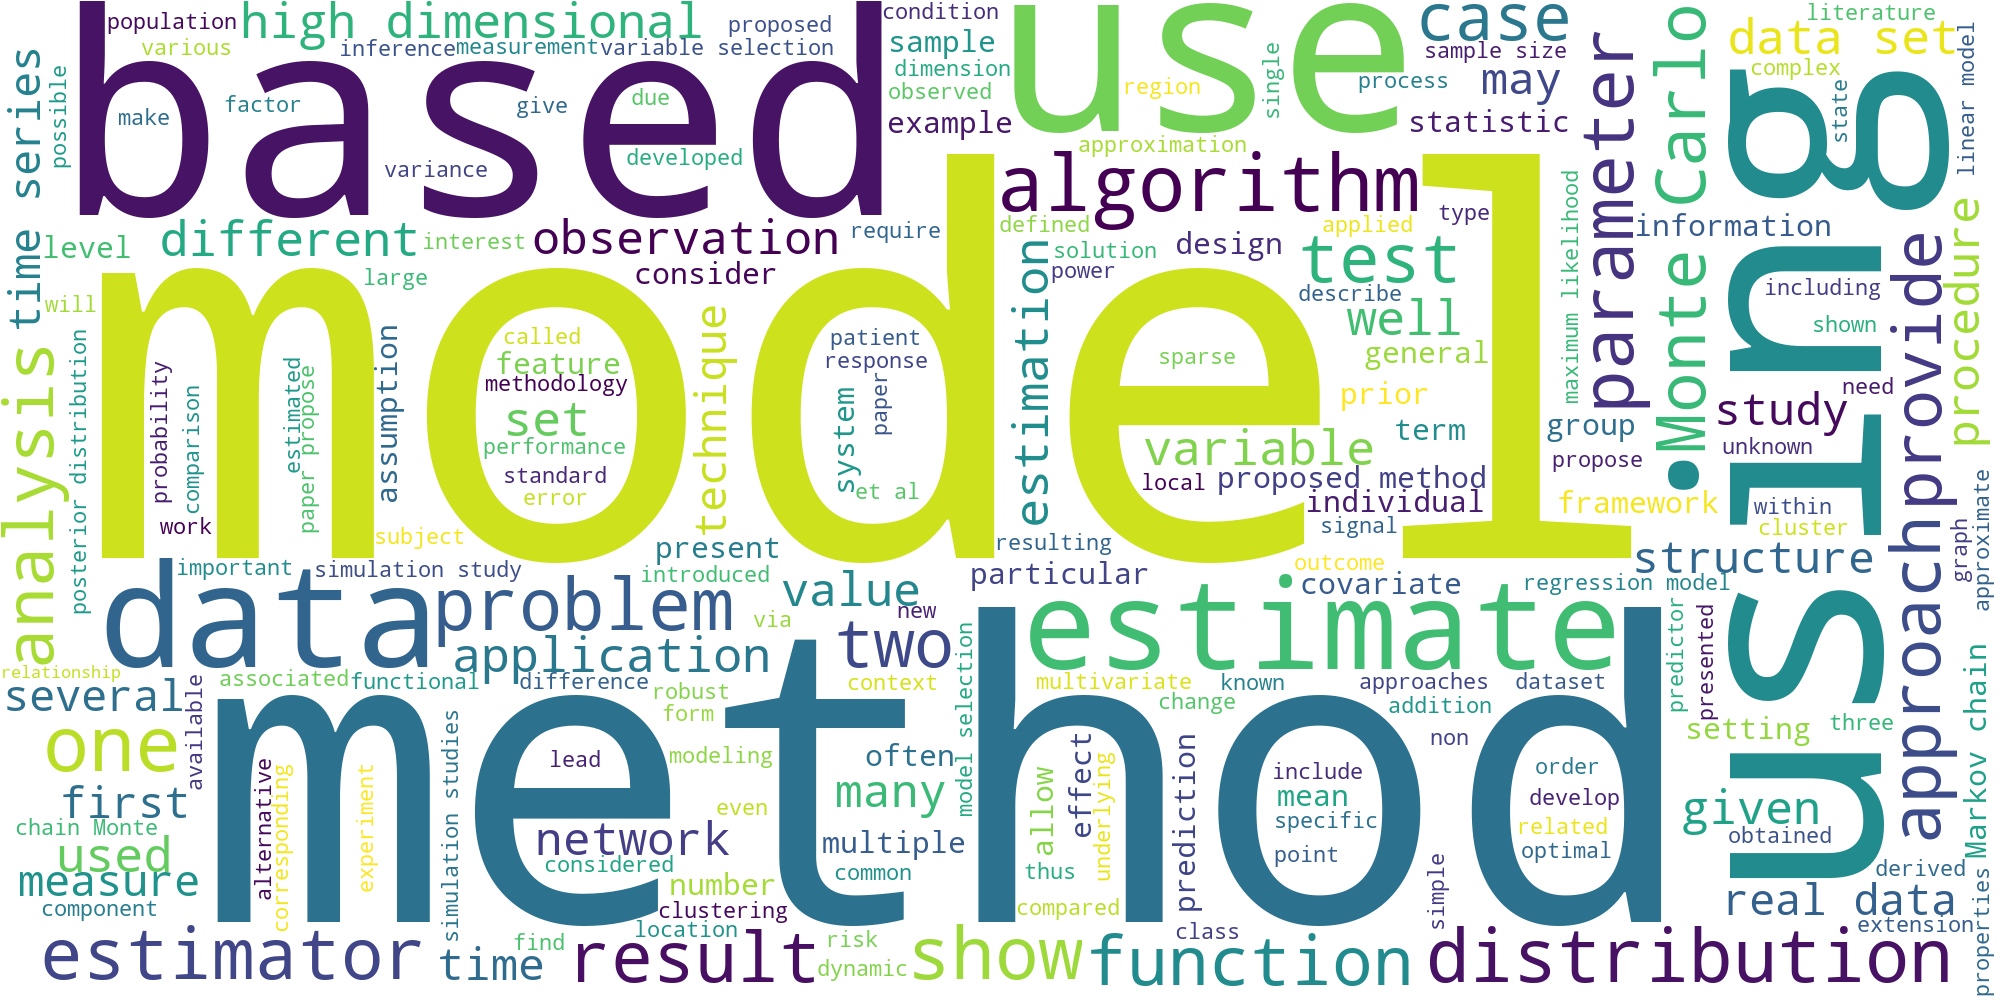 population
high dimensional
proposed
condition
use
case
literature
various
inference
measurement
variable selection
sample
sample size
data set
dimension
process
may
complex
possible
based
observed
region
single
parameter
Monte Carlo
state
linear model
make
factor
give
due
example
statistic
using
time series
variance
developed
approximation
algorithm
maximum likelihood
different
interest
observation
require
defined
applied
type
information
level
large
consider
solution
design
procedure
will
model
power
test
describe
including
called
patient
estimation
well
shown
technique
feature
response
sparse
general
analysis
posterior distribution
probability
comparison
estimated
paper propose
assumption
methodology
set
performance
standard
error
system
paper
et al
prior
variable
term
group
study
need
unknown
propose
local
proposed method
individual
framework
within
cluster
approach
provide
approximate
graph
work
subject
signal
important
simulation study
present
resulting
outcome
structure
introduced
particular
covariate
regression model
data
problem
value
new
via
estimate
predictor
presented
application
two
relationship
associated
functional
difference
context
multivariate
known
approaches
dataset
several
available
robust
form
model selection
change
addition
setting
three
Markov chain
one
method
lead
modeling
often
non
effect
underlying
prediction
include
order
alternative
corresponding
experiment
simulation studies
first
even
many
allow
mean
develop
given
chain Monte
network
multiple
specific
related
obtained
used
considered
point
optimal
measure
number
common
thus
simple
derived
component
clustering
compared
real data
location
class
extension
properties
estimator
time
find
result
risk
dynamic
show
function
distribution